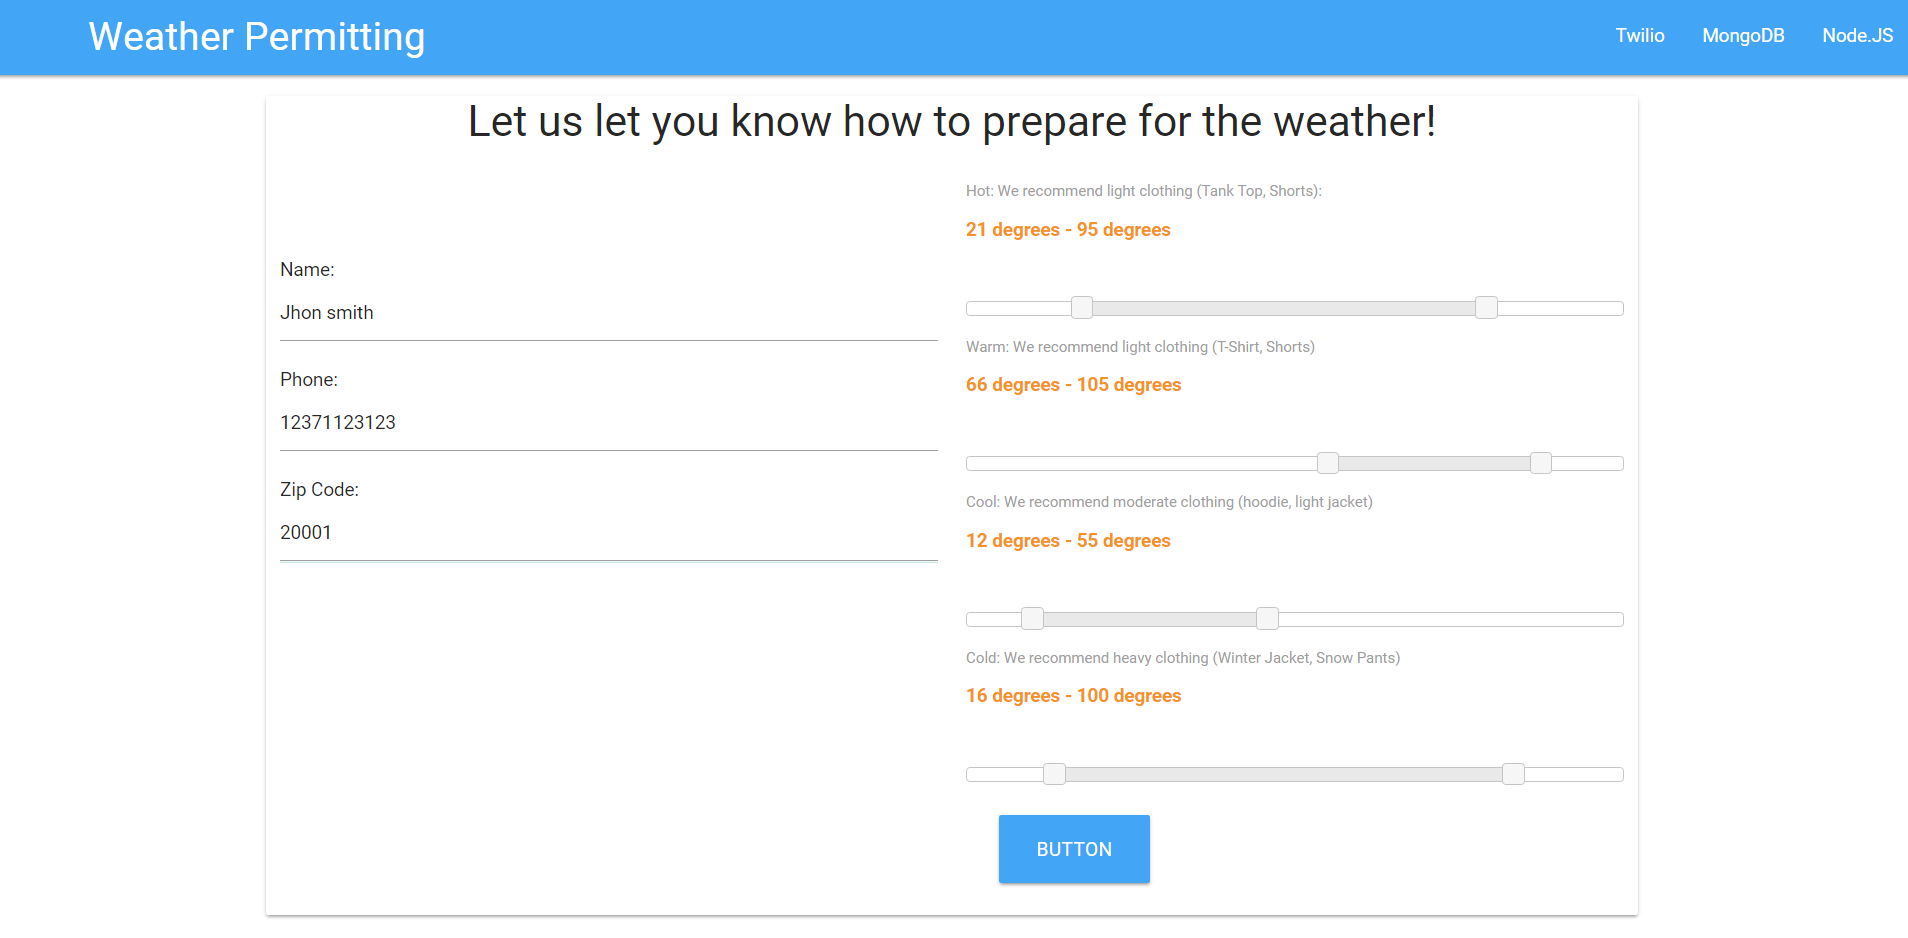 Weather Permitting
Twilio
MongoDB
Node.JS
Let us let you know how to prepare for the weather!
Name:
Jhon smith
Phone:
12371123123
Zip Code:
20001
Hot: We recommend light clothing (Tank Top, Shorts):
21 degrees - 95 degrees
Warm: We recommend light clothing (T-Shirt, Shorts)
66 degrees - 105 degrees
Cool: We recommend moderate clothing (hoodie, light jacket)
12 degrees - 55 degrees
Cold: We recommend heavy clothing (Winter Jacket, Snow Pants)
16 degrees - 100 degrees
BUTTON